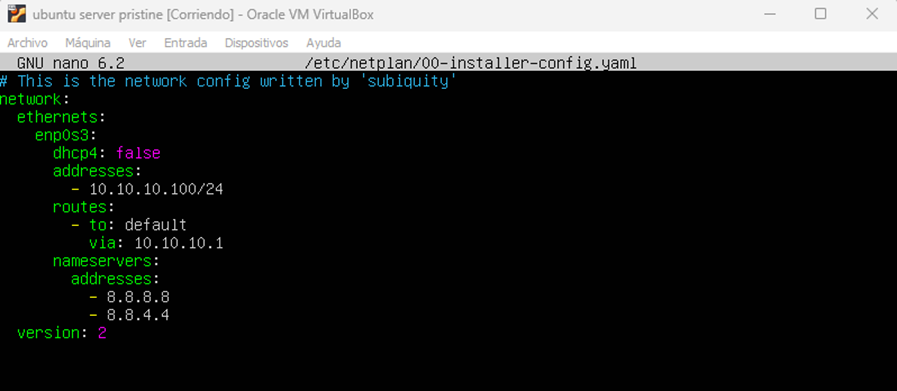 ubuntu server pristine [Corriendo] - Oracle VM VirtualBox
Archivo Máquina Ver Entrada Dispositivos Ayuda
GNU nano 6.2 /etc/netplan/00-installer-config.yaml
# This is the network config written by 'subiquity'
network:
  ethernets:
    enp0s3:
      dhcp4: false
      addresses:
        - 10.10.10.100/24
      routes:
        - to: default
          via: 10.10.10.1
      nameservers:
        addresses:
          - 8.8.8.8
          - 8.8.4.4
  version: 2